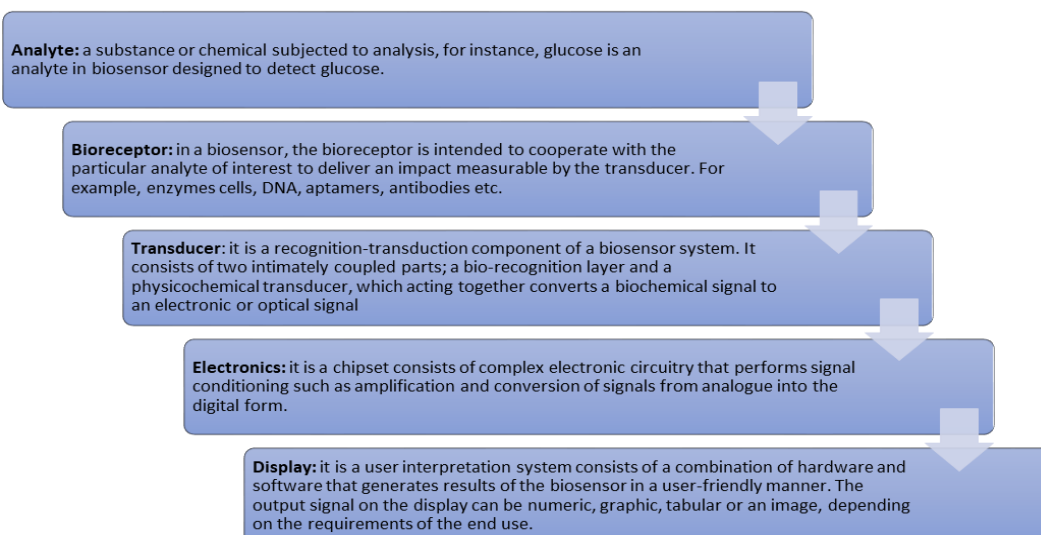 Analyte: a substance or chemical subjected to analysis, for instance, glucose is an
analyte in biosensor designed to detect glucose.
Bioreceptor: in a biosensor, the bioreceptor is intended to cooperate with the
particular analyte of interest to deliver an impact measurable by the transducer. For
example, enzymes cells, DNA, aptamers, antibodies etc.
Transducer: it is a recognition-transduction component of a biosensor system. It
consists of two intimately coupled parts; a bio-recognition layer and a
physicochemical transducer, which acting together converts a biochemical signal to
an electronic or optical signal
Electronics: it is a chipset consists of complex electronic circuitry that performs signal
conditioning such as amplification and conversion of signals from analogue into the
digital form.
Display: it is a user interpretation system consists of a combination of hardware and
software that generates results of the biosensor in a user-friendly manner. The
output signal on the display can be numeric, graphic, tabular or an image, depending
on the requirements of the end use.